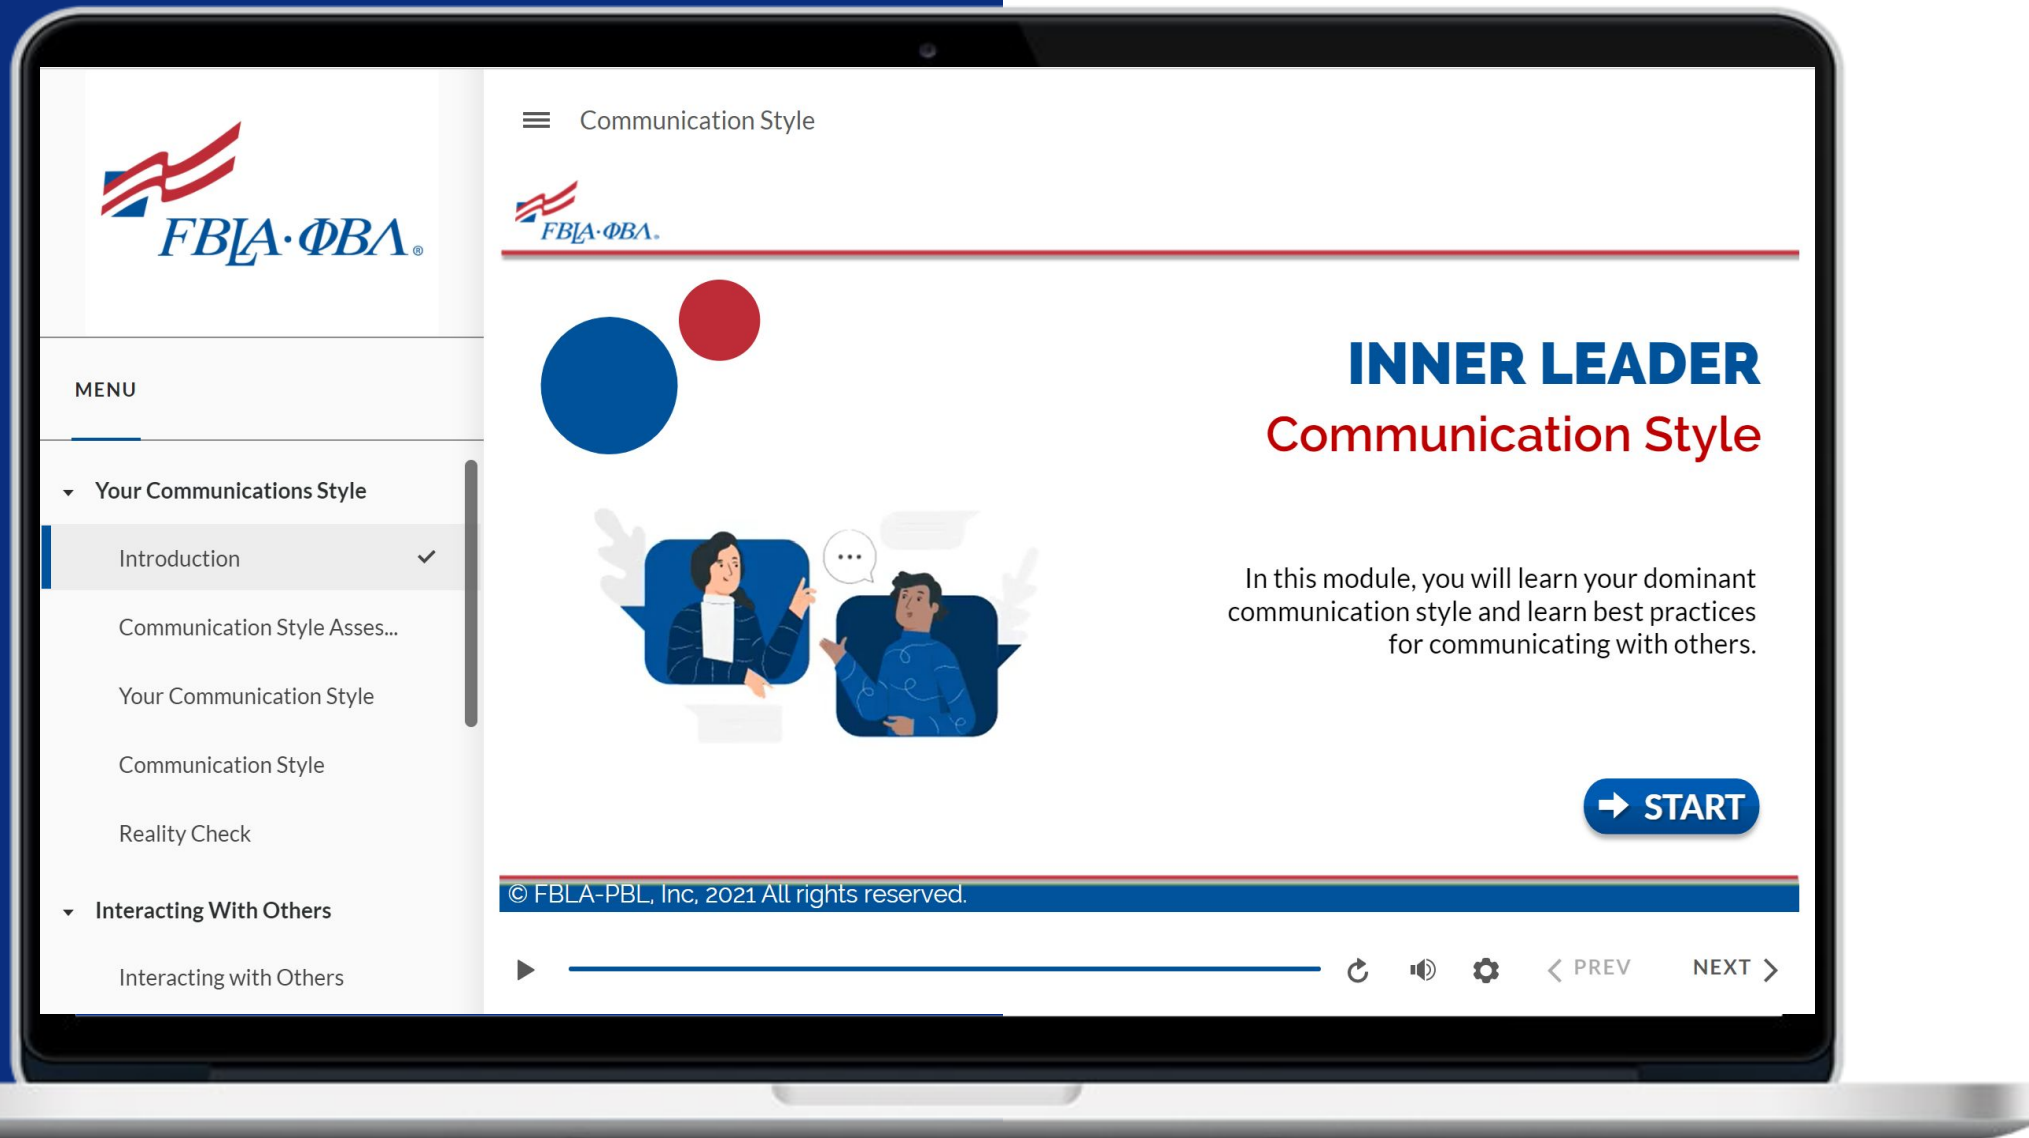 FBLA·ΦΒΛ®
MENU
Your Communications Style
Introduction
Communication Style Asses...
Your Communication Style
Communication Style
Reality Check
Interacting With Others
Interacting with Others
Communication Style
FBLA·ΦΒΛ®
INNER LEADER
Communication Style
In this module, you will learn your dominant
communication style and learn best practices
for communicating with others.
START
© FBLA-PBL, Inc, 2021 All rights reserved.
PREV
NEXT